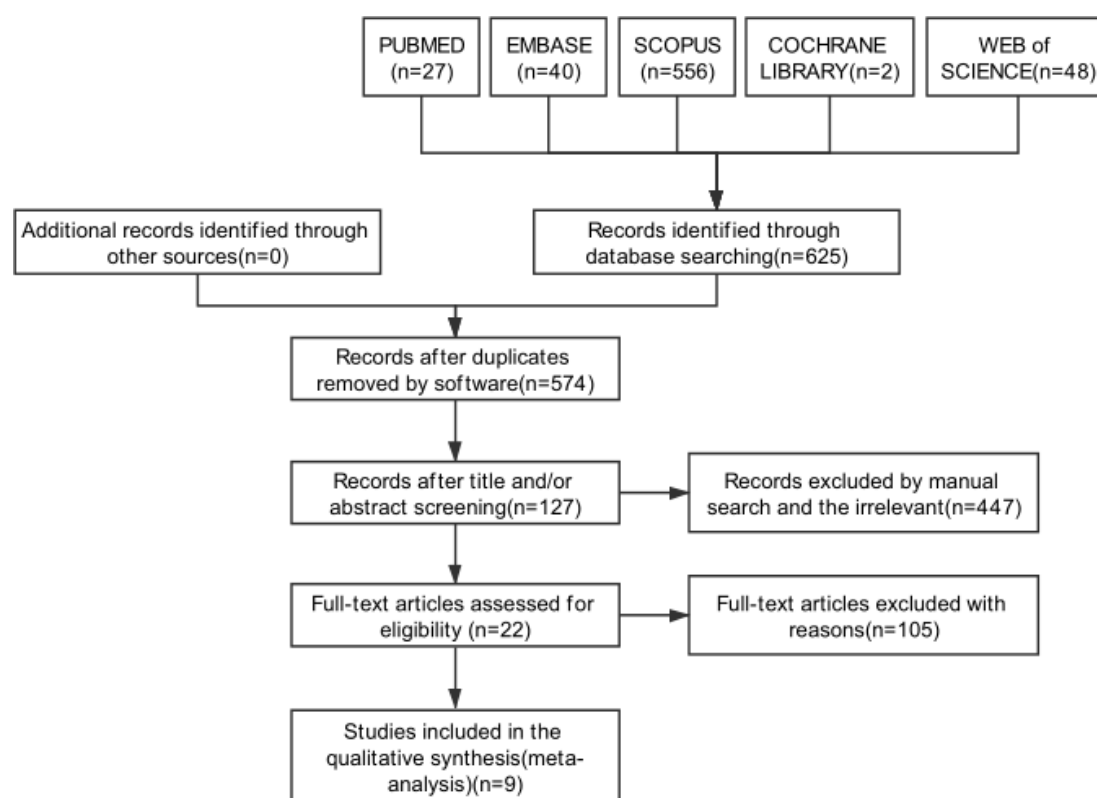 PUBMED
(n=27)
EMBASE
(n=40)
SCOPUS
(n=556)
COCHRANE
LIBRARY(n=2)
WEB of
SCIENCE(n=48)
Additional records identified through
other sources(n=0)
Records identified through
database searching(n=625)
Records after duplicates
removed by software(n=574)
Records after title and/or
abstract screening(n=127)
Records excluded by manual
search and the irrelevant(n=447)
Full-text articles assessed for
eligibility (n=22)
Full-text articles excluded with
reasons(n=105)
Studies included in the
qualitative synthesis(meta-
analysis)(n=9)